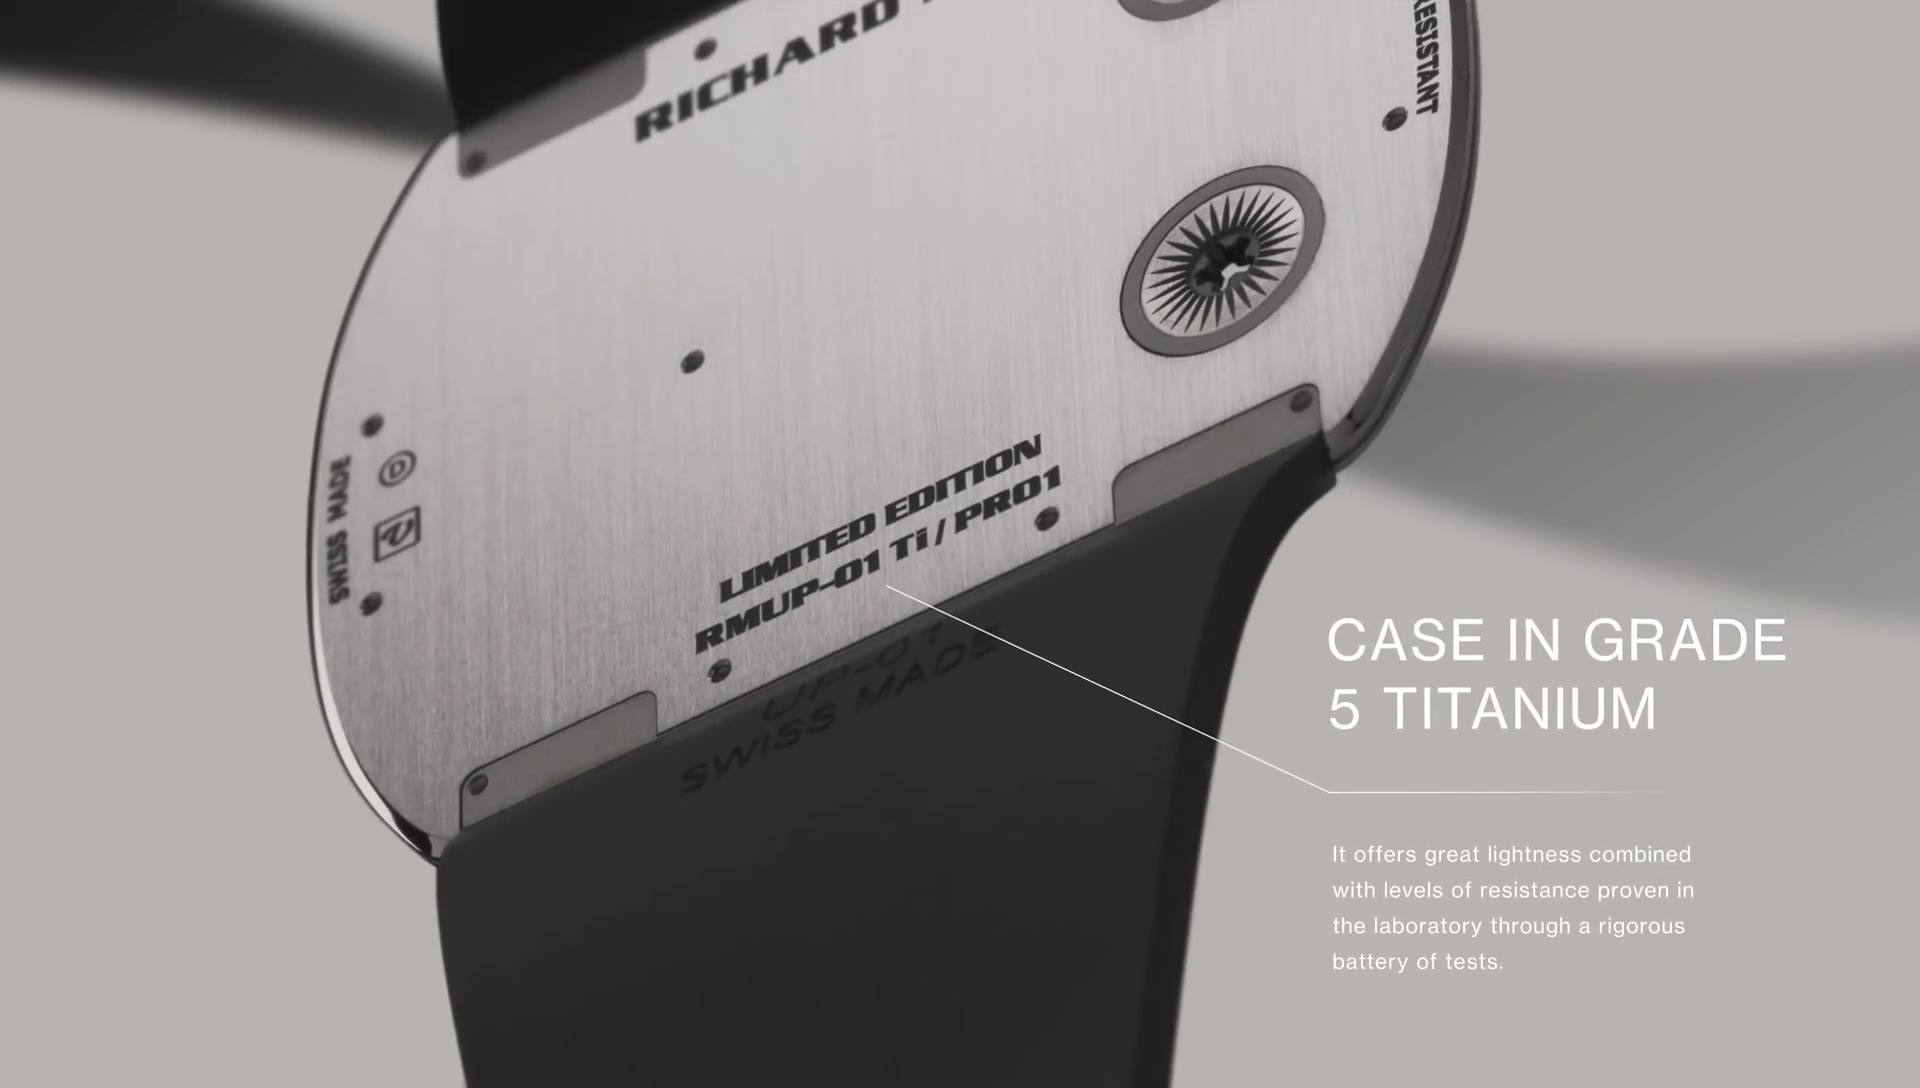 RICHARD
RESISTANT
SWISS MADE
LIMITED EDITION
RMUP-01 Ti / PRO1
UP-01
SWISS MADE
CASE IN GRADE
5 TITANIUM
It offers great lightness combined
with levels of resistance proven in
the laboratory through a rigorous
battery of tests.